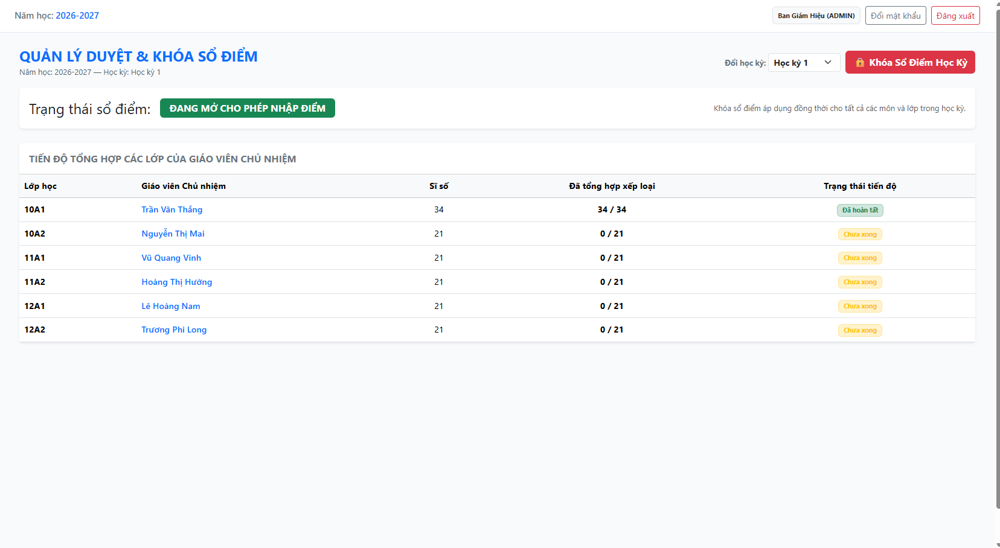 Năm học: 2026-2027
Ban Giám Hiệu (ADMIN)
Đổi mật khẩu
Đăng xuất
QUẢN LÝ DUYỆT & KHÓA SỔ ĐIỂM
Năm học: 2026-2027 — Học kỳ: Học kỳ 1
Đổi học kỳ:
Học kỳ 1
🔒 Khóa Sổ Điểm Học Kỳ
Trạng thái sổ điểm:
ĐANG MỞ CHO PHÉP NHẬP ĐIỂM
Khóa sổ điểm áp dụng đồng thời cho tất cả các môn và lớp trong học kỳ.
TIẾN ĐỘ TỔNG HỢP CÁC LỚP CỦA GIÁO VIÊN CHỦ NHIỆM
Lớp học Giáo viên Chủ nhiệm Sĩ số Đã tổng hợp xếp loại Trạng thái tiến độ
10A1 Trần Văn Thắng 34 34 / 34 Đã hoàn tất
10A2 Nguyễn Thị Mai 21 0 / 21 Chưa xong
11A1 Vũ Quang Vinh 21 0 / 21 Chưa xong
11A2 Hoàng Thị Hường 21 0 / 21 Chưa xong
12A1 Lê Hoàng Nam 21 0 / 21 Chưa xong
12A2 Trương Phi Long 21 0 / 21 Chưa xong